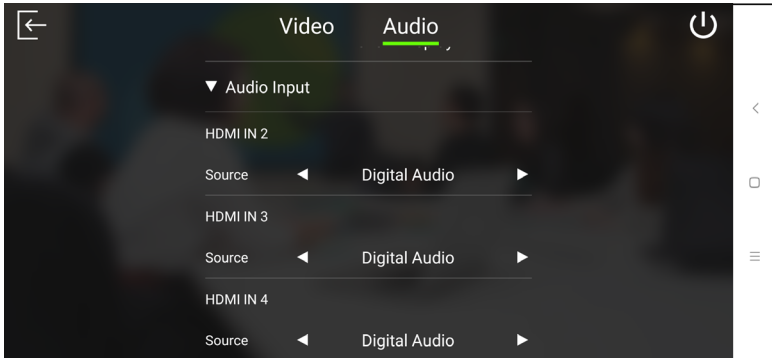 Video Audio
Audio Input
HDMI IN 2
Source Digital Audio
HDMI IN 3
Source Digital Audio
HDMI IN 4
Source Digital Audio